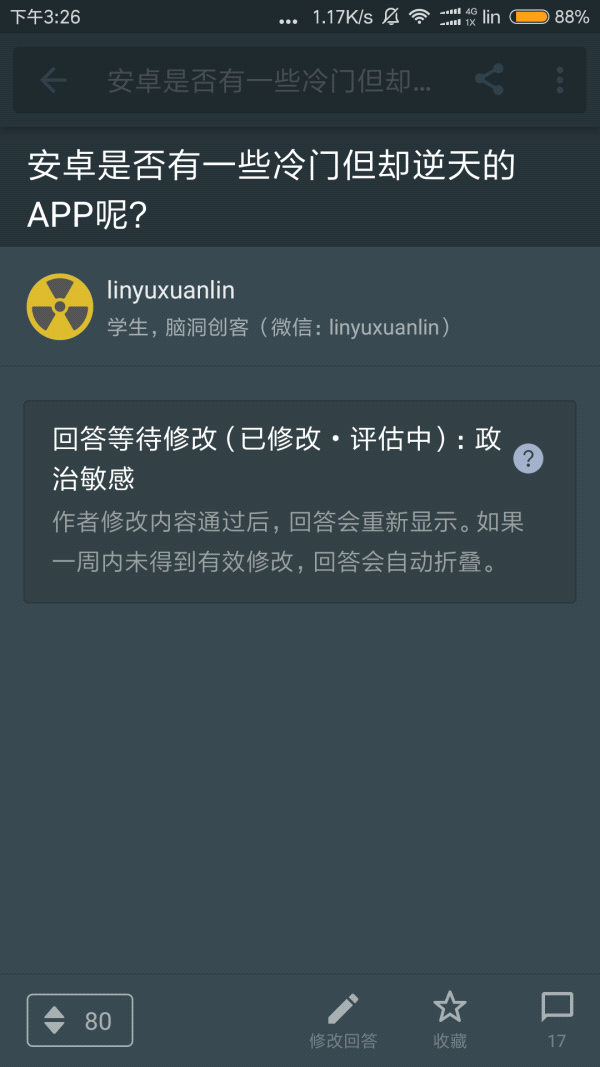 下午3:26
... 1.17K/s 4G 1X lin 88%
安卓是否有一些冷门但却...
安卓是否有一些冷门但却逆天的
APP呢?
linyuxuanlin
学生，脑洞创客（微信：linyuxuanlin）
回答等待修改（已修改·评估中）：政
治敏感
?
作者修改内容通过后，回答会重新显示。如果
一周内未得到有效修改，回答会自动折叠。
80
修改回答
收藏
17